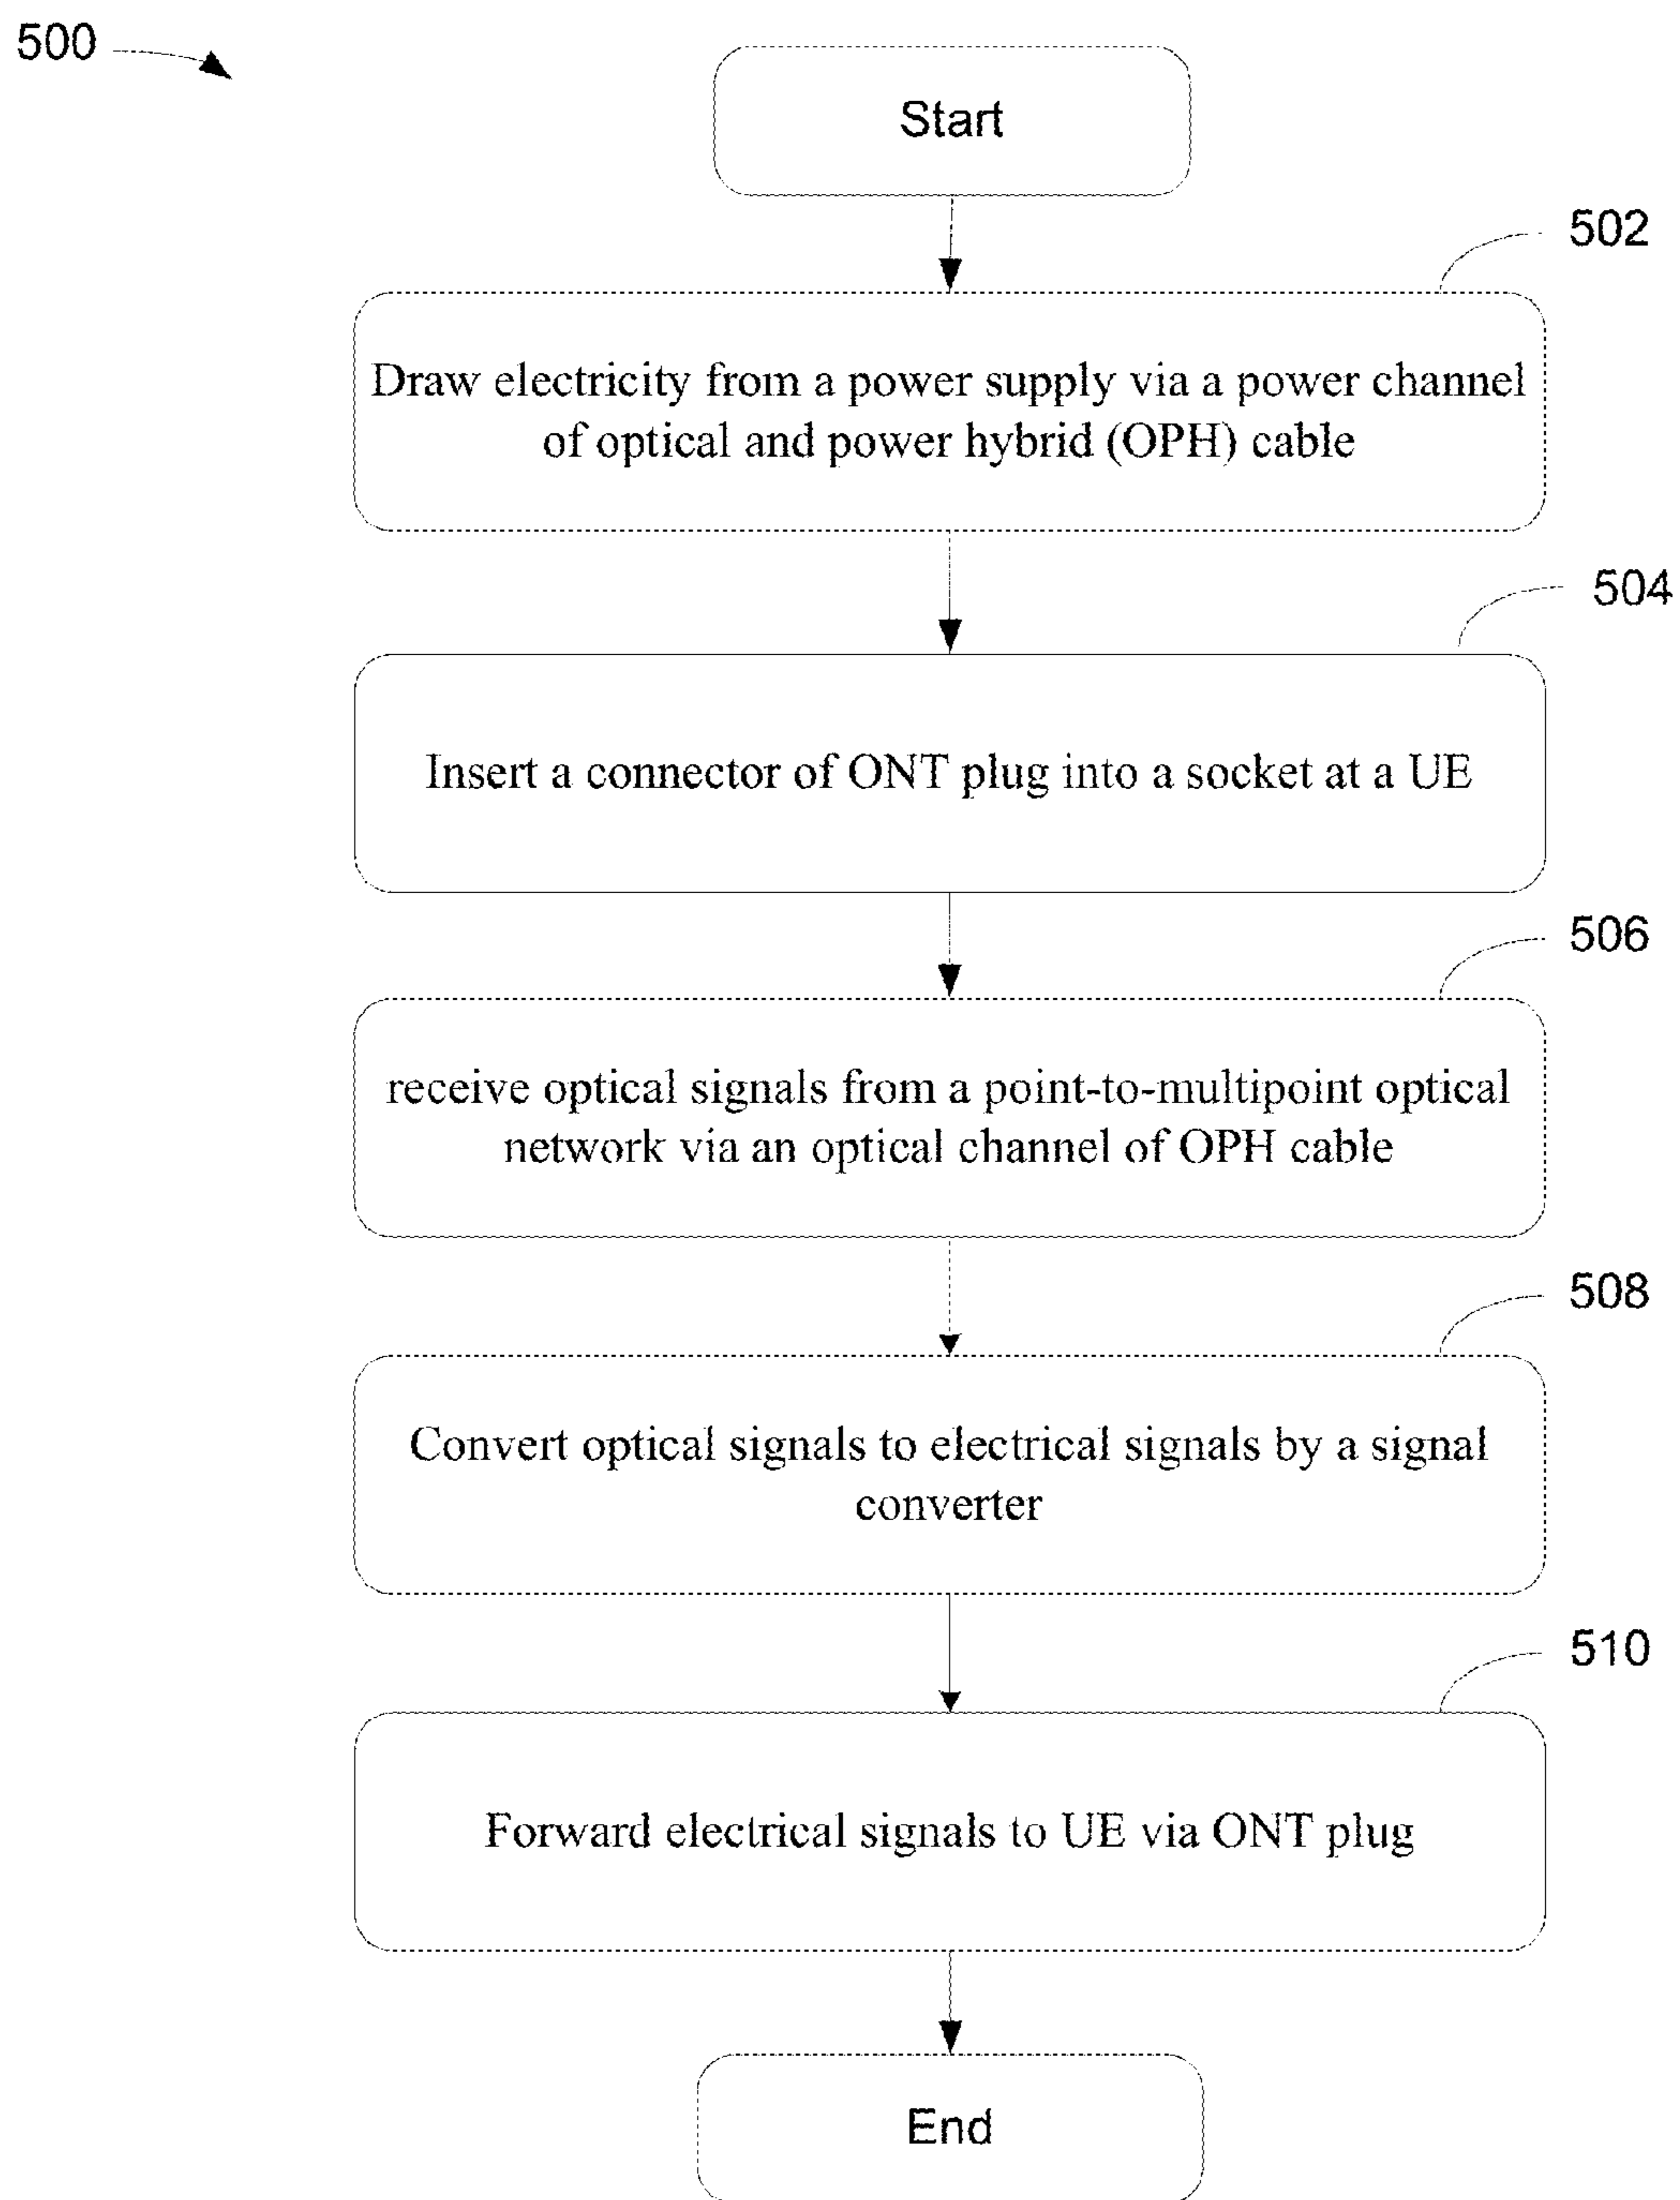 500
Start
502
Draw electricity from a power supply via a power channel
of optical and power hybrid (OPH) cable
504
Insert a connector of ONT plug into a socket at a UE
506
receive optical signals from a point-to-multipoint optical
network via an optical channel of OPH cable
508
Convert optical signals to electrical signals by a signal
converter
510
Forward electrical signals to UE via ONT plug
End